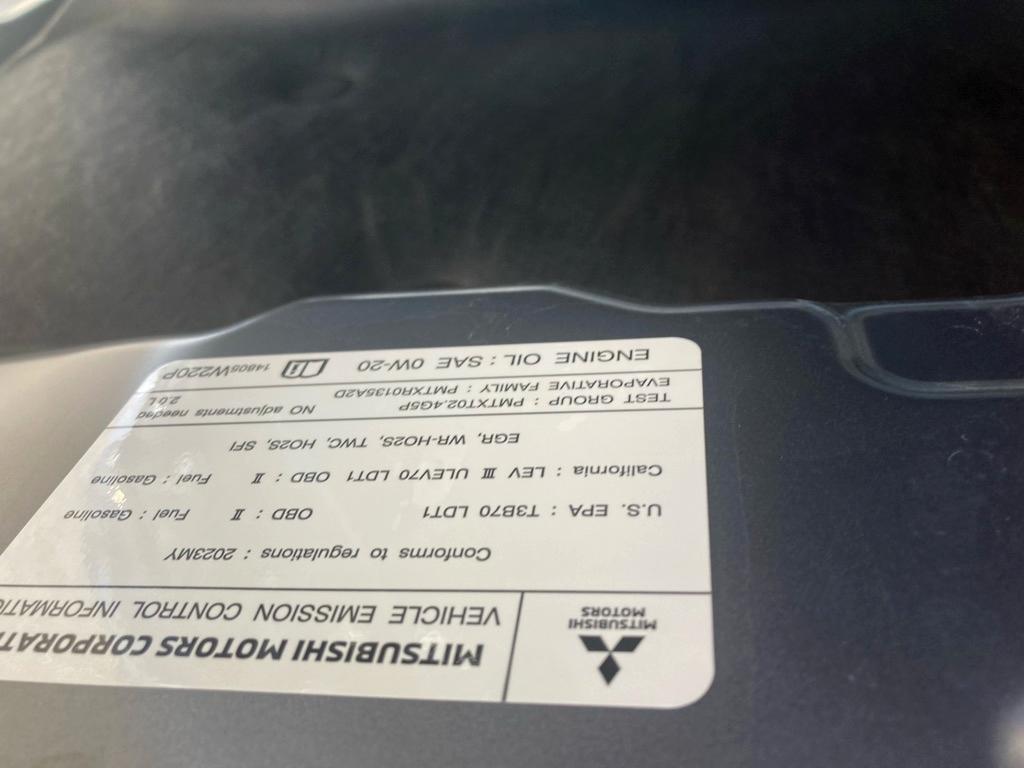 MITSUBISHI MOTORS
MITSUBISHI MOTORS CORPORAT
VEHICLE EMISSION CONTROL INFORMATIO
Conforms to regulations : 2023MY
U.S. EPA : T3B70 LDT1 OBD : II Fuel : Gasoline
California : LEV III ULEV70 LDT1 OBD : II Fuel : Gasoline
EGR, WR-HO2S, TWC, HO2S, SFI
TEST GROUP : PMTXT02.4G5P NO adjustments needed
EVAPORATIVE FAMILY : PMTXR0135A2D 2.0 L
ENGINE OIL : SAE 0W-20 14805W220P